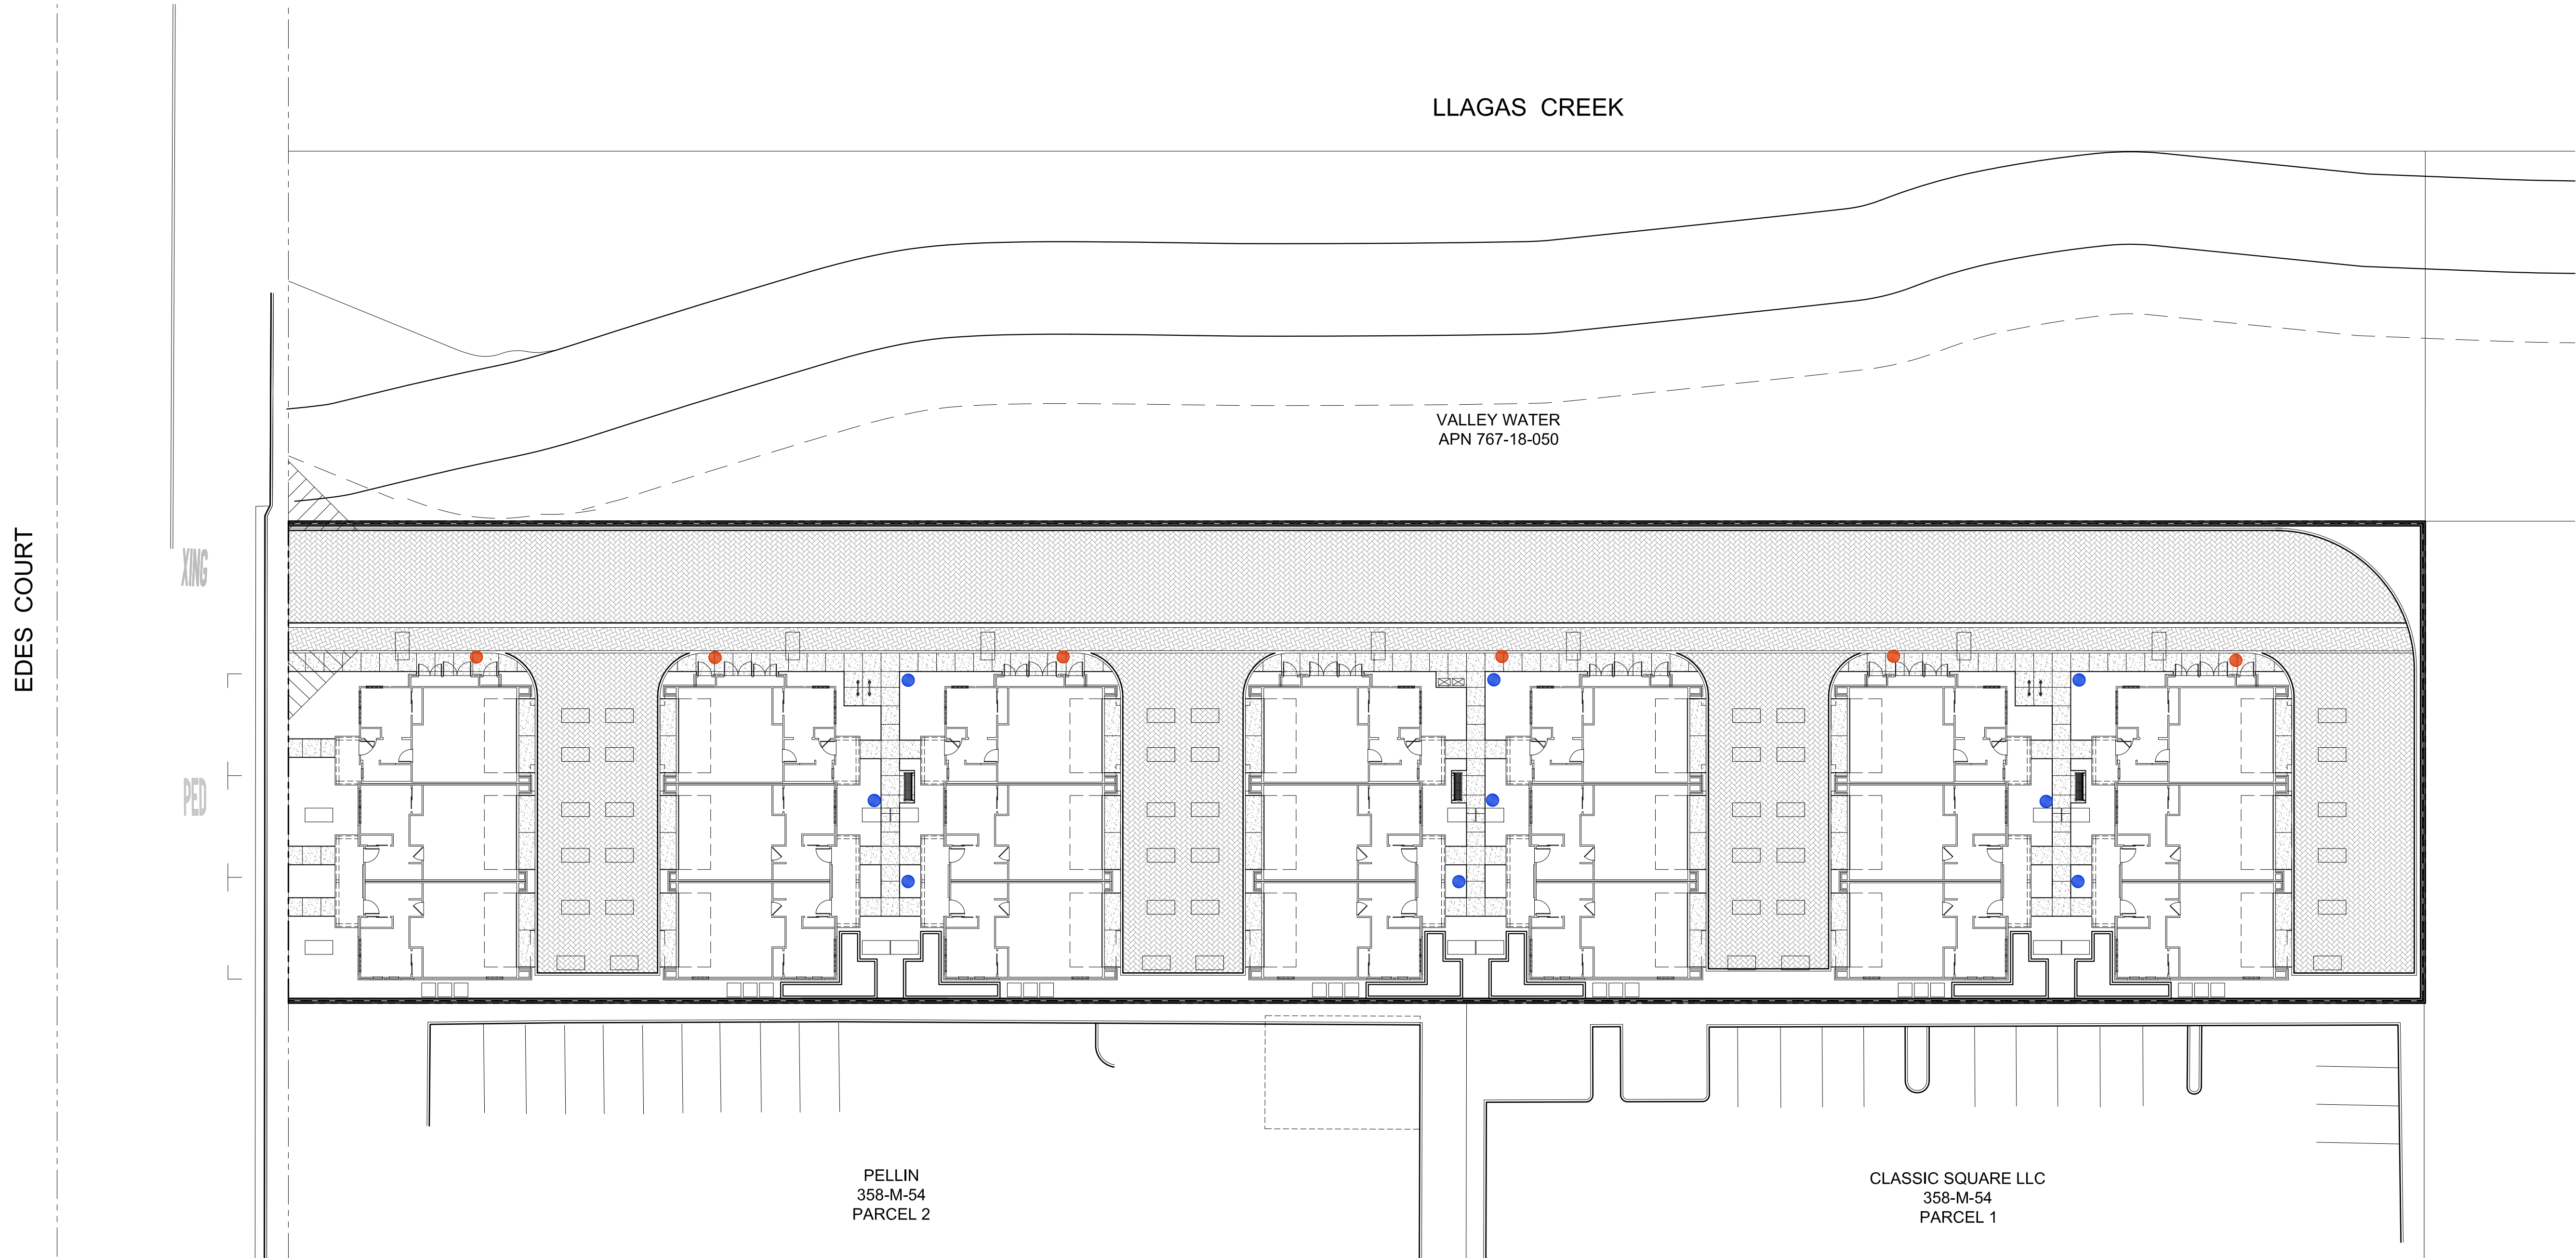 LLAGAS CREEK
VALLEY WATER
APN 767-18-050
EDES COURT
XING
PED
PELLIN
358-M-54
PARCEL 2
CLASSIC SQUARE LLC
358-M-54
PARCEL 1